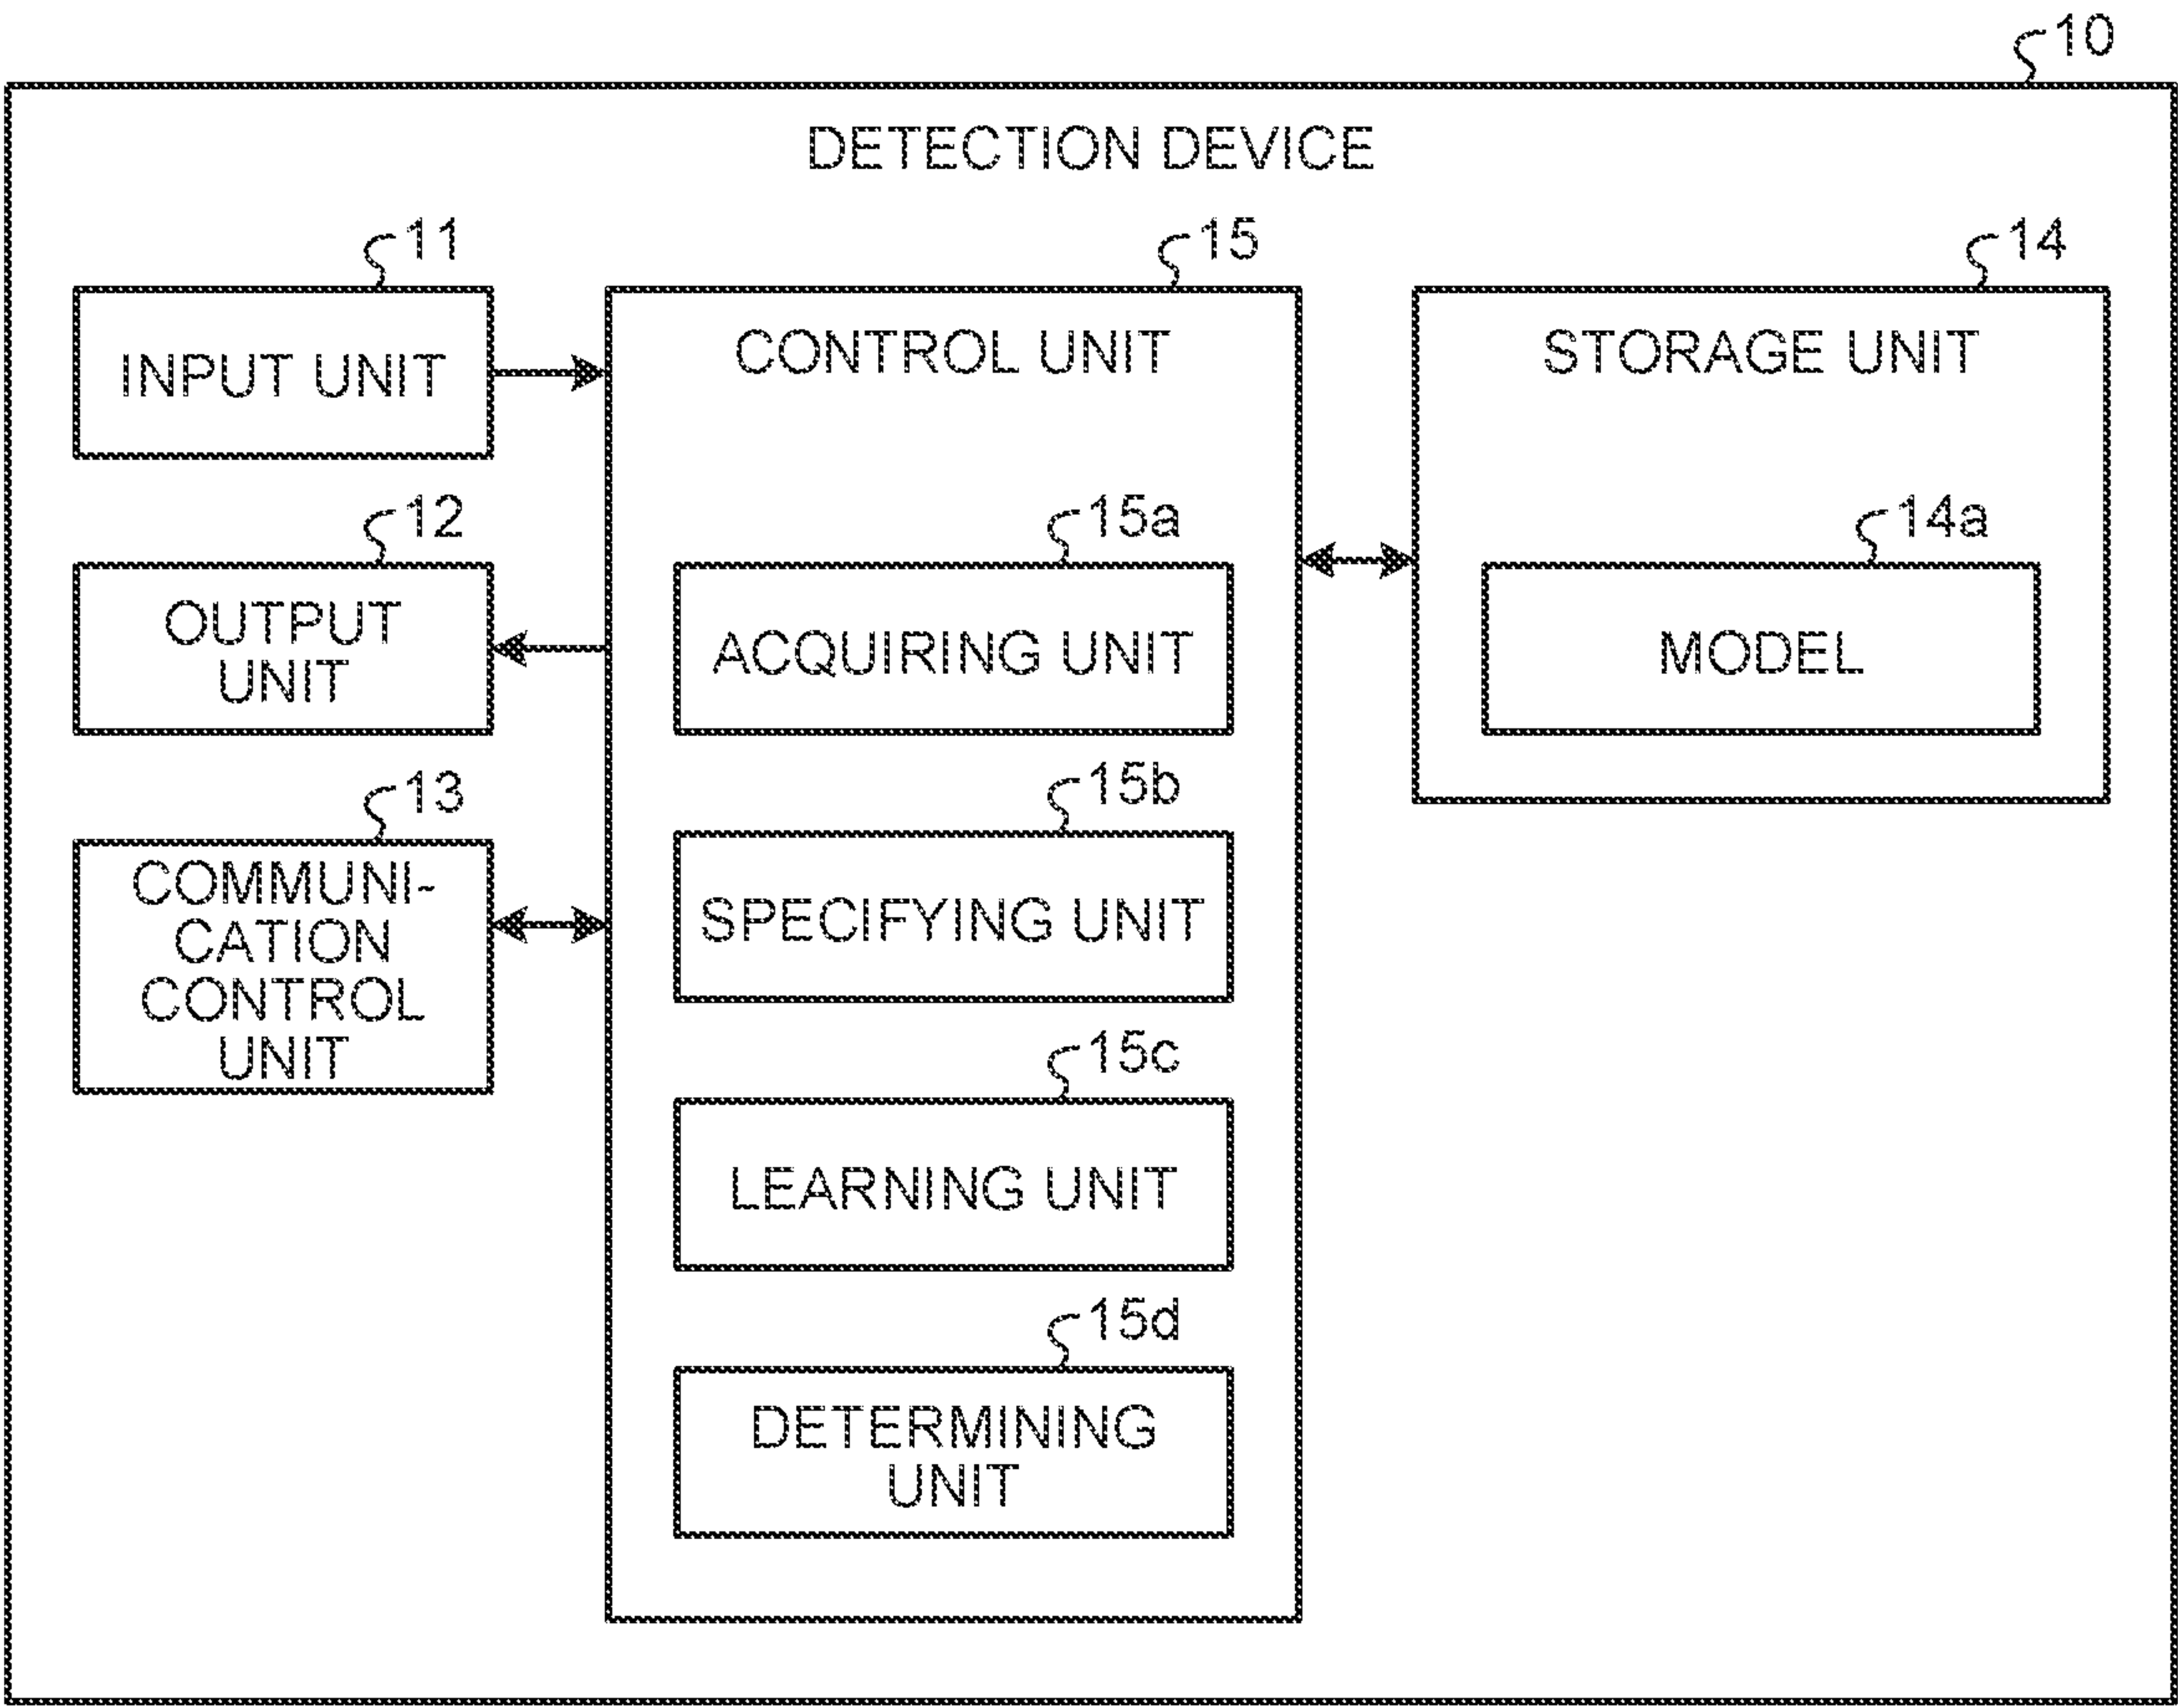 10
DETECTION DEVICE
11
INPUT UNIT
12
OUTPUT
UNIT
13
COMMUNI-
CATION
CONTROL
UNIT
15
CONTROL UNIT
15a
ACQUIRING UNIT
15b
SPECIFYING UNIT
15c
LEARNING UNIT
15d
DETERMINING
UNIT
14
STORAGE UNIT
14a
MODEL